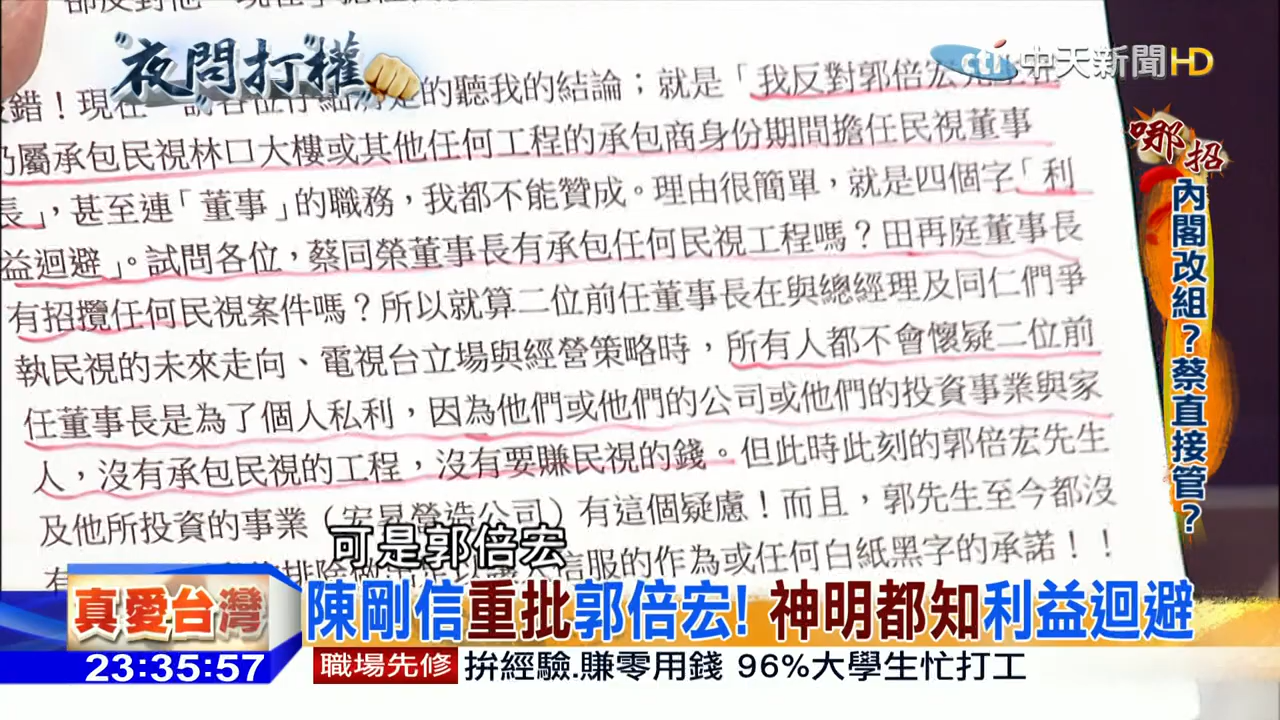 卻反對他
夜問打權
cti 中天新聞HD
錯！現在
的聽我的結論；就是「我反對郭倍宏
仍屬承包民視林口大樓或其他任何工程的承包商身份期間擔任民視董事
長」，甚至連「董事」的職務，我都不能贊成。理由很簡單，就是四個字「利
益迴避」。試問各位，蔡同榮董事長有承包任何民視工程嗎？田再庭董事長
有招攬任何民視案件嗎？所以就算二位前任董事長在與總經理及同仁們爭
執民視的未來走向、電視台立場與經營策略時，所有人都不會懷疑二位前
任董事長是為了個人私利，因為他們或他們的公司或他們的投資事業與家
人，沒有承包民視的工程，沒有要賺民視的錢。但此時此刻的郭倍宏先生
及他所投資的事業（宏昇營造公司）有這個疑慮！而且，郭先生至今都沒
信服的作為或任何白紙黑字的承諾！！
哪招
內閣改組？蔡直接管？
可是郭倍宏
真愛台灣
陳剛信重批郭倍宏! 神明都知利益迴避
23:35:57
職場先修 拚經驗.賺零用錢 96%大學生忙打工